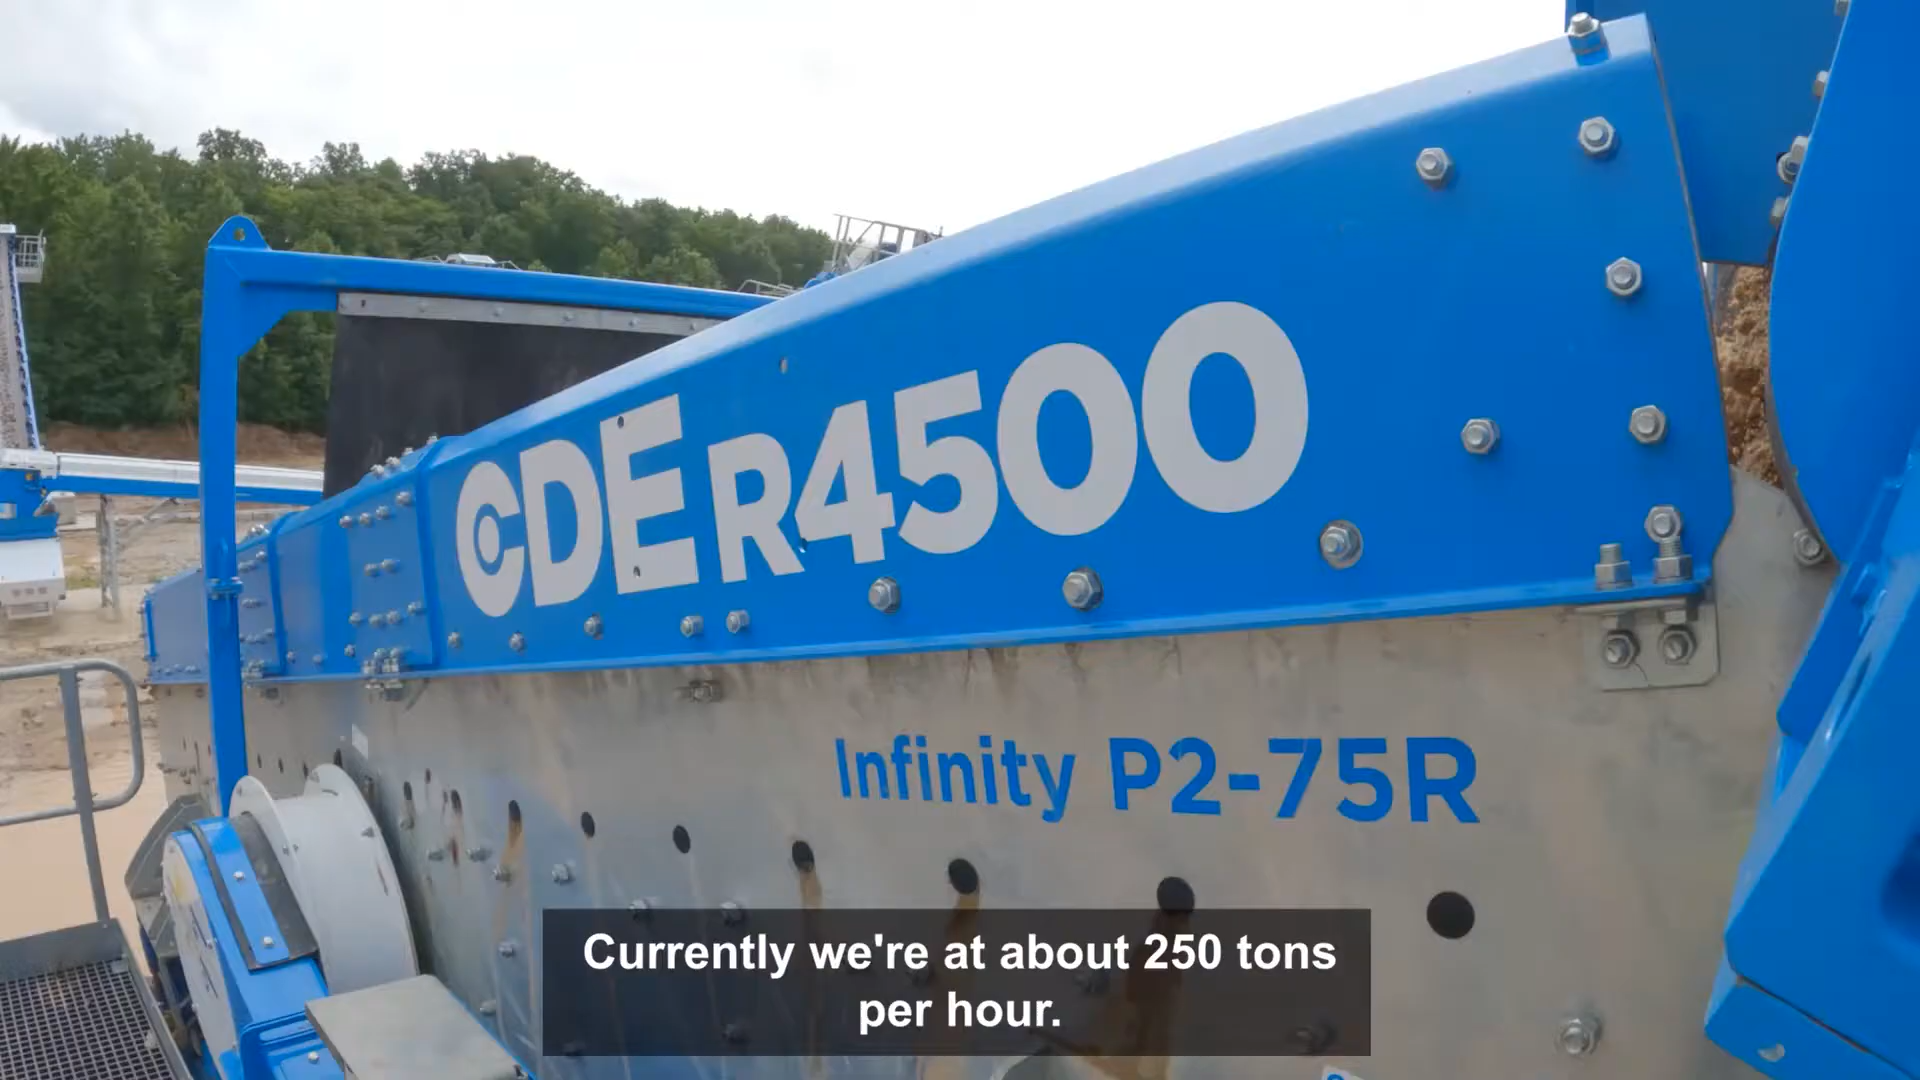 CDE R4500
Infinity P2-75R
Currently we're at about 250 tons
per hour.